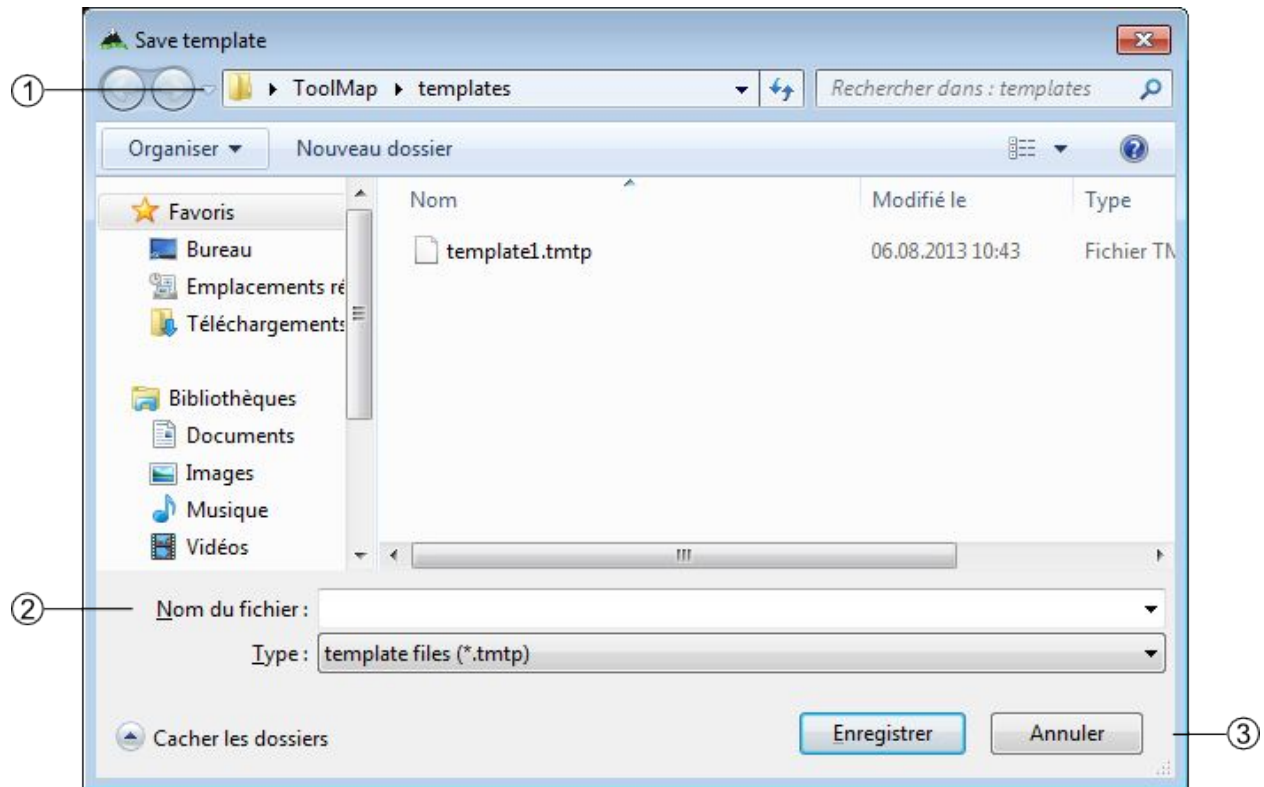 Save template
①
ToolMap templates
Rechercher dans : templates
Organiser
Nouveau dossier
Nom
Modifié le
Type
Favoris
Bureau
Emplacements ré
Téléchargements
Bibliothèques
Documents
Images
Musique
Vidéos
template1.tmtp
06.08.2013 10:43
Fichier TM
②
Nom du fichier :
Type : template files (*.tmtp)
Cacher les dossiers
Enregistrer
Annuler
③